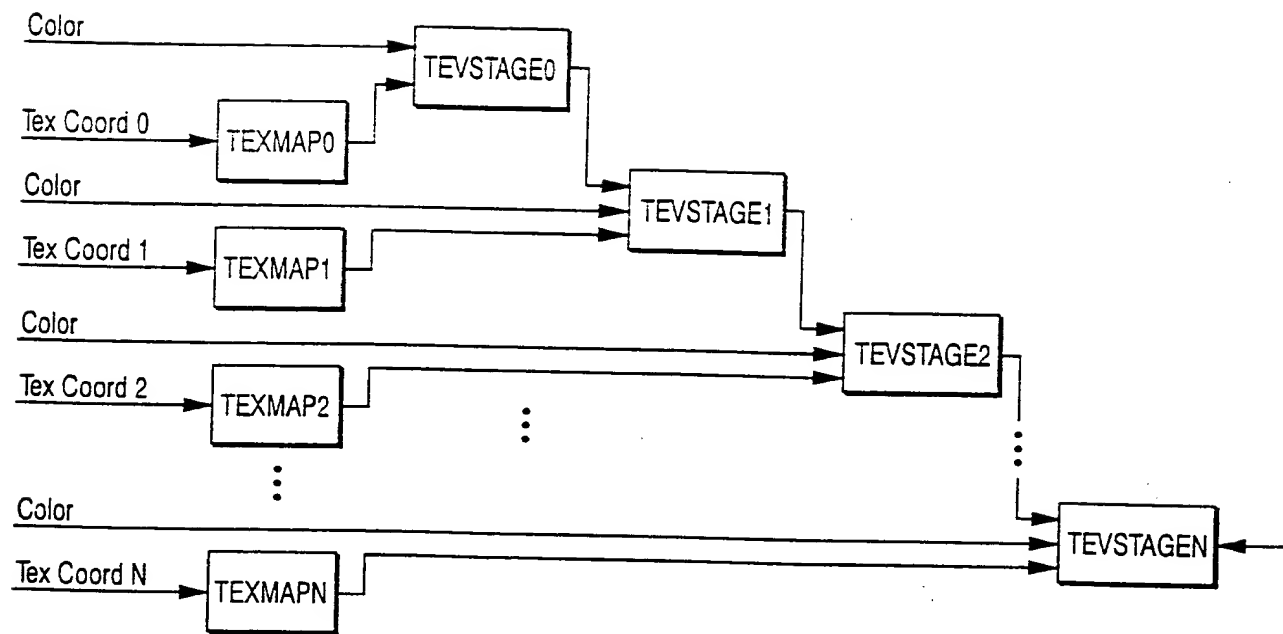 Color
TEVSTAGE0
Tex Coord 0
TEXMAP0
Color
TEVSTAGE1
Tex Coord 1
TEXMAP1
Color
TEVSTAGE2
Tex Coord 2
TEXMAP2
Color
TEVSTAGEN
Tex Coord N
TEXMAPN